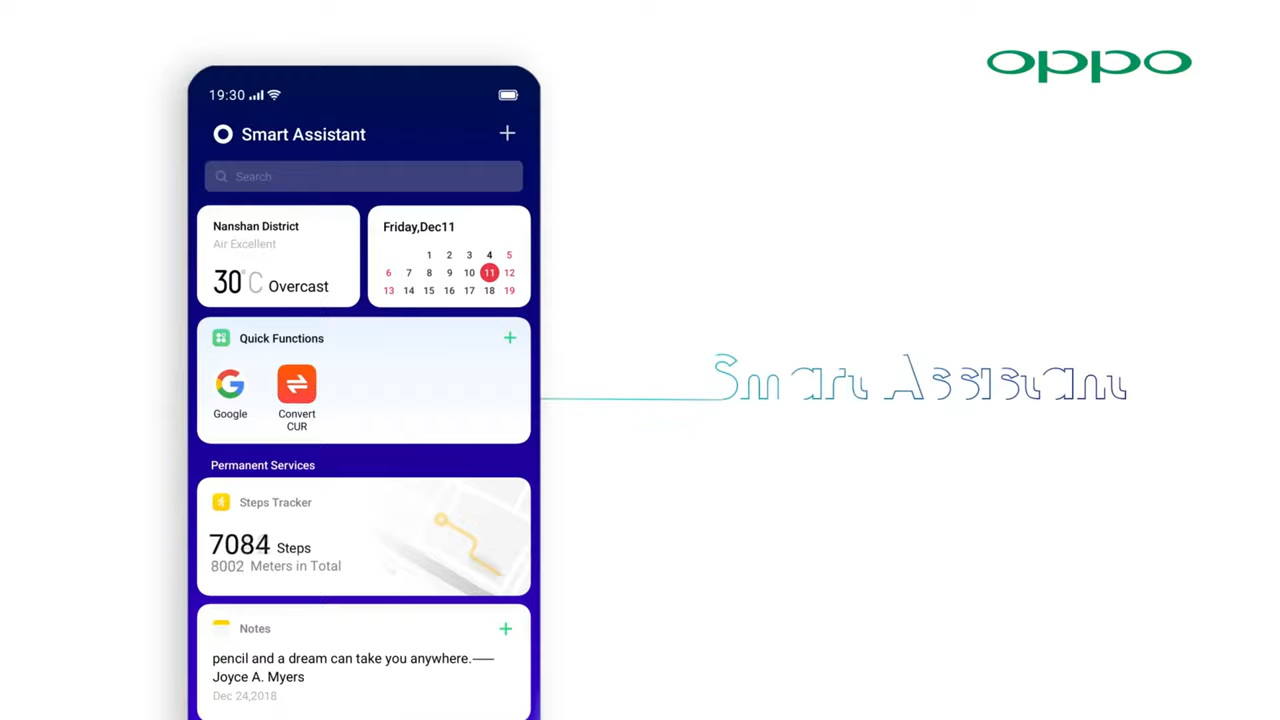 oppo
19:30
Smart Assistant
Search
Nanshan District
Air Excellent
30°C Overcast
Friday,Dec11
1 2 3 4 5
6 7 8 9 10 11 12
13 14 15 16 17 18 19
Quick Functions
Google
Convert
CUR
Smart Assistant
Permanent Services
Steps Tracker
7084 Steps
8002 Meters in Total
Notes
pencil and a dream can take you anywhere.——
Joyce A. Myers
Dec 24,2018